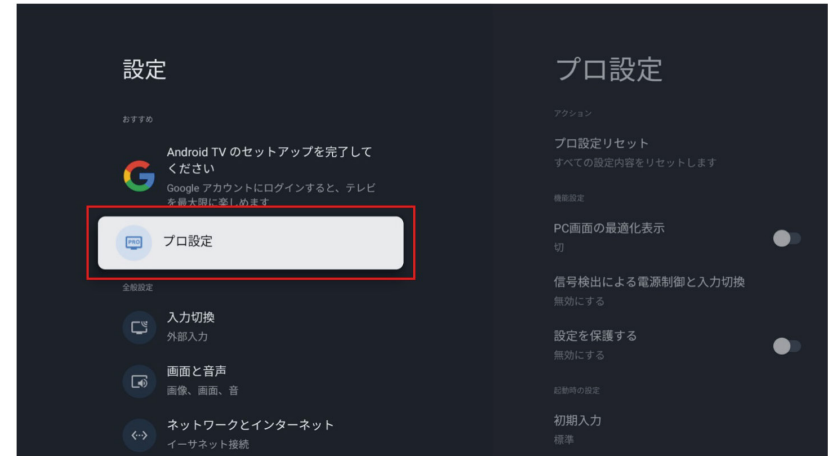 設定
おすすめ
Android TV のセットアップを完了して
ください
Google アカウントにログインすると、テレビ
を最大限に楽しめます
PRO
プロ設定
全般設定
入力切換
外部入力
画面と音声
画像、画面、音
ネットワークとインターネット
イーサネット接続
プロ設定
アクション
プロ設定リセット
すべての設定内容をリセットします
機能設定
PC画面の最適化表示
切
信号検出による電源制御と入力切換
無効にする
設定を保護する
無効にする
起動時の設定
初期入力
標準